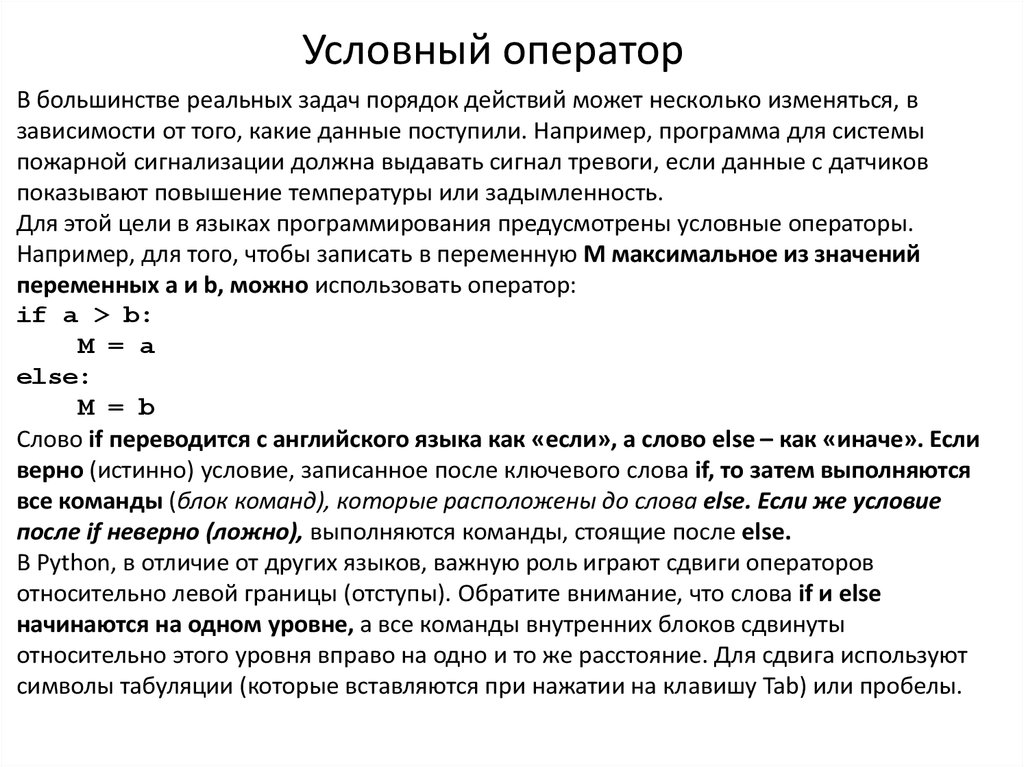 Условный оператор
В большинстве реальных задач порядок действий может несколько изменяться, в
зависимости от того, какие данные поступили. Например, программа для системы
пожарной сигнализации должна выдавать сигнал тревоги, если данные с датчиков
показывают повышение температуры или задымленность.
Для этой цели в языках программирования предусмотрены условные операторы.
Например, для того, чтобы записать в переменную M максимальное из значений
переменных a и b, можно использовать оператор:
if a > b:
    M = a
else:
    M = b
Слово if переводится с английского языка как «если», а слово else – как «иначе». Если
верно (истинно) условие, записанное после ключевого слова if, то затем выполняются
все команды (блок команд), которые расположены до слова else. Если же условие
после if неверно (ложно), выполняются команды, стоящие после else.
В Python, в отличие от других языков, важную роль играют сдвиги операторов
относительно левой границы (отступы). Обратите внимание, что слова if и else
начинаются на одном уровне, а все команды внутренних блоков сдвинуты
относительно этого уровня вправо на одно и то же расстояние. Для сдвига используют
символы табуляции (которые вставляются при нажатии на клавишу Tab) или пробелы.